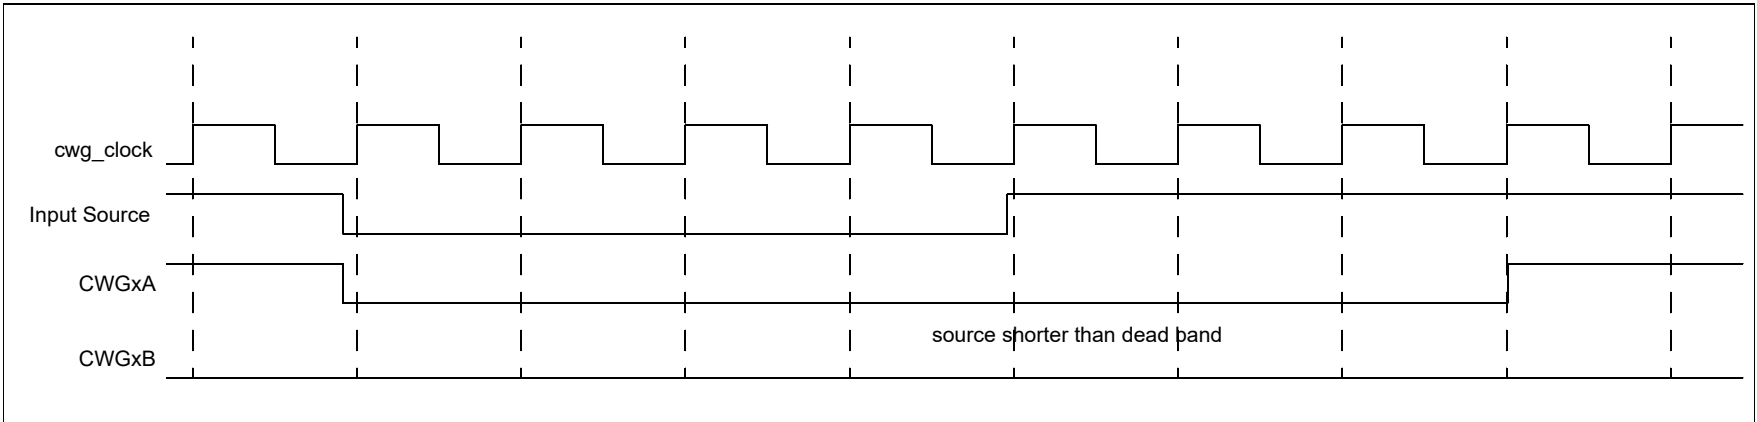 cwg_clock
Input Source
CWGxA
source shorter than dead band
CWGxB